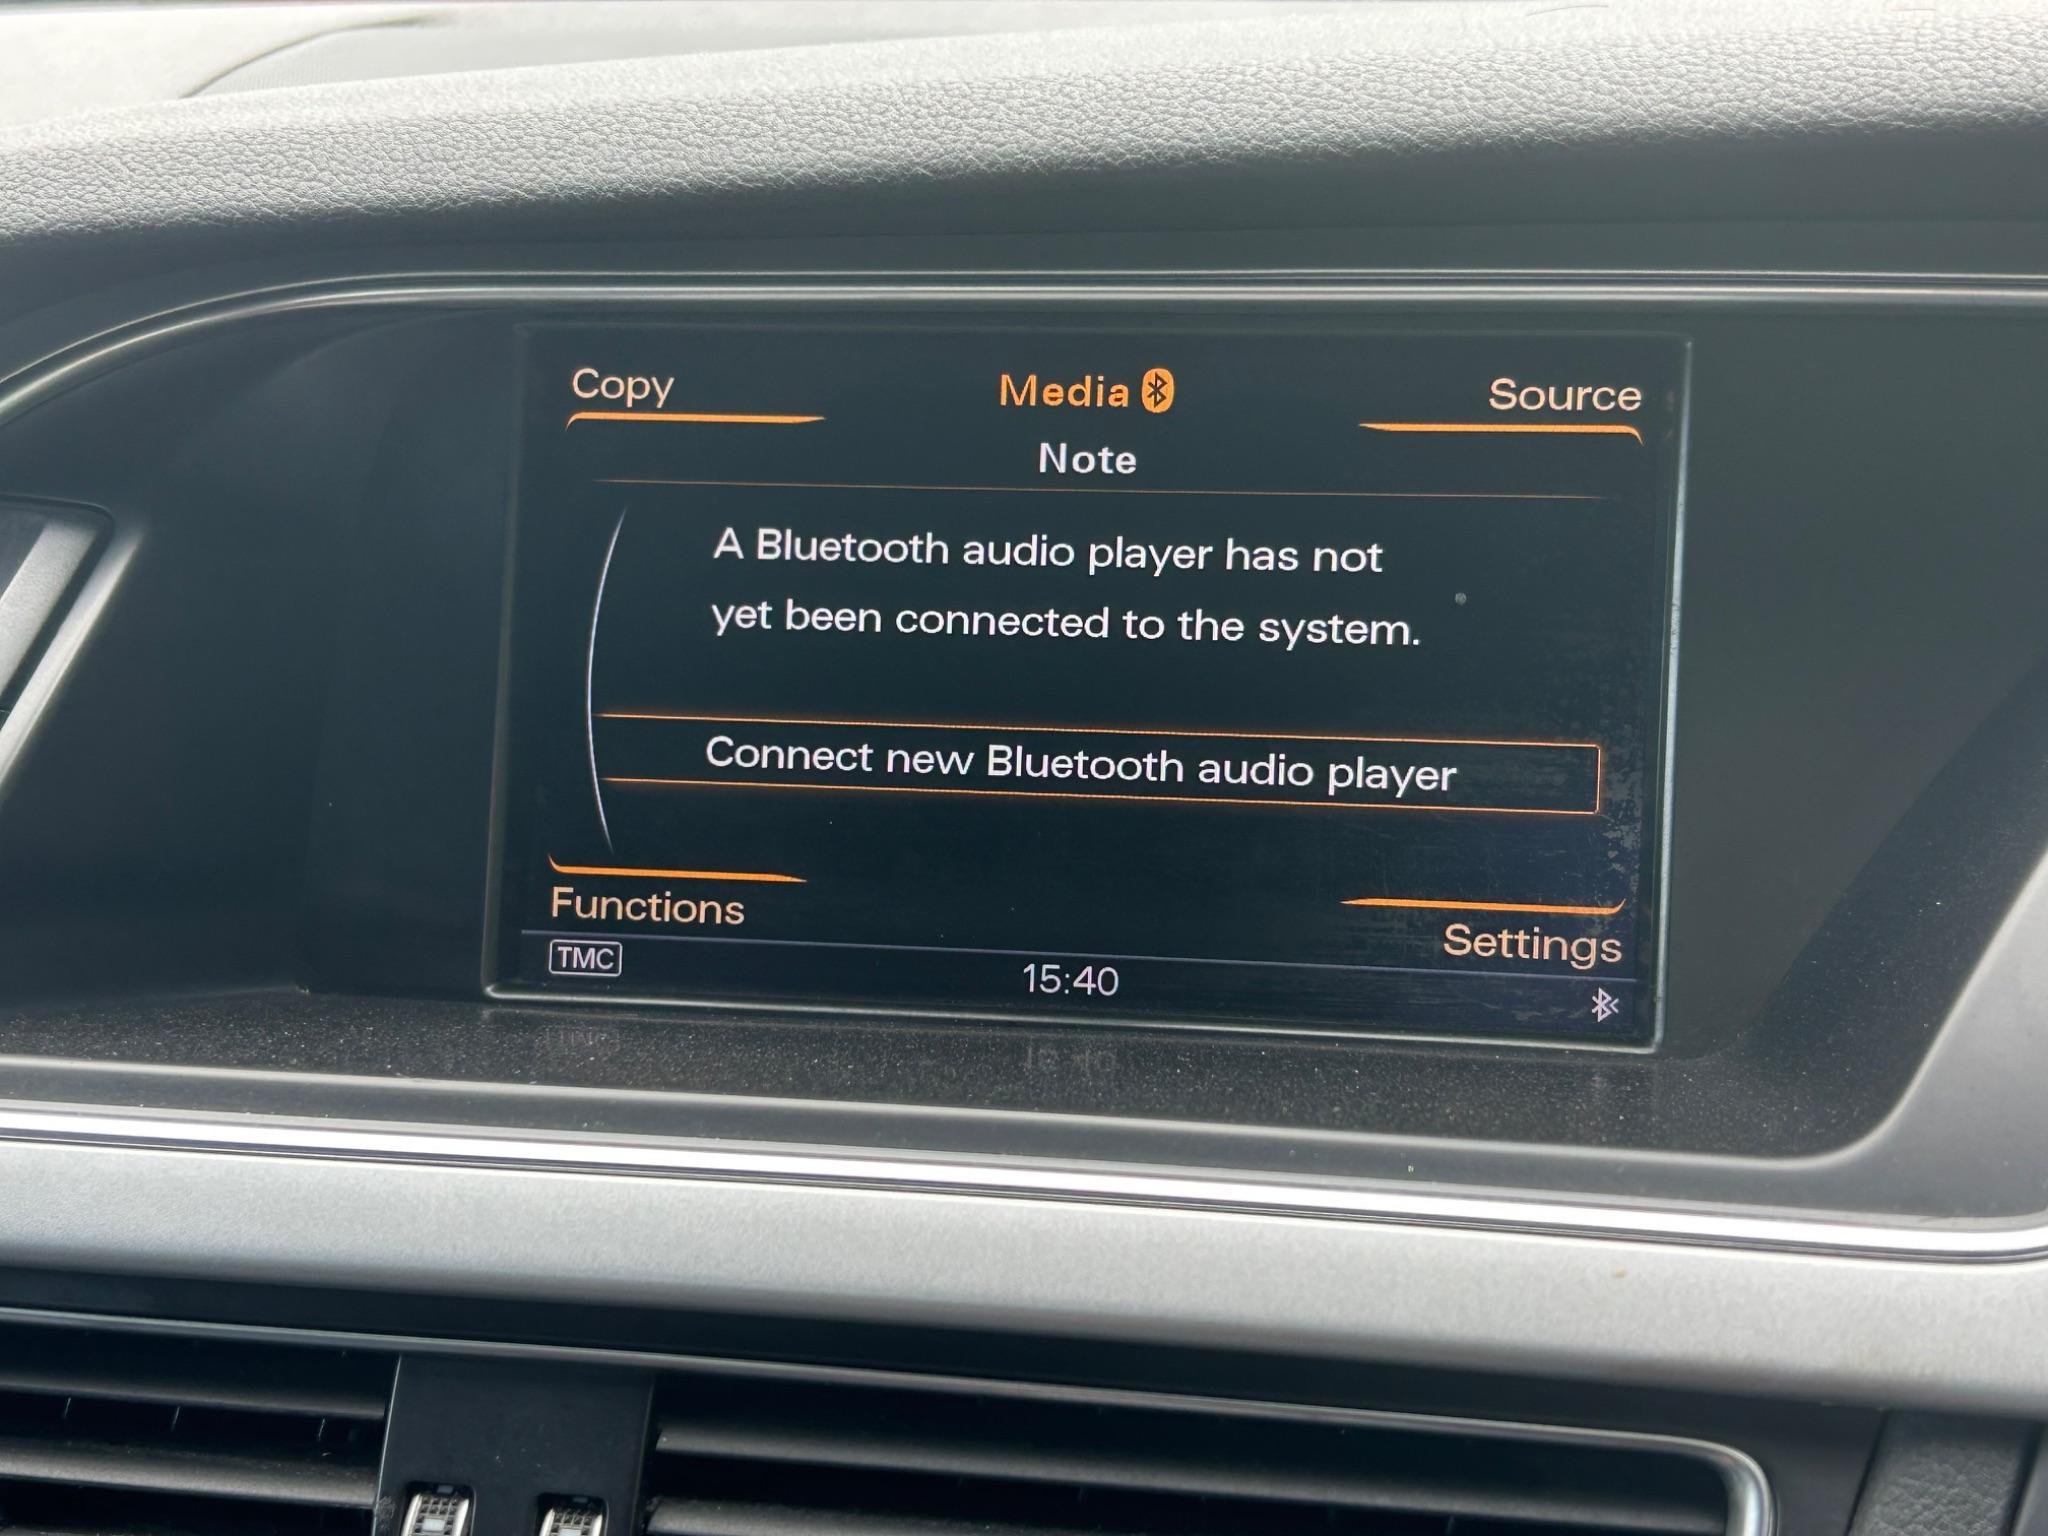 Copy
Media
Source
Note
A Bluetooth audio player has not
yet been connected to the system.
Connect new Bluetooth audio player
Functions
Settings
TMC
15:40